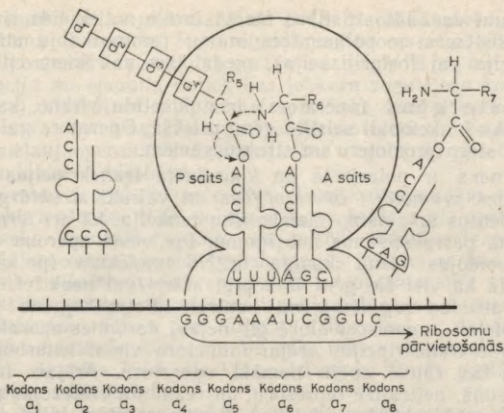 a₁ a₂ a₃ a₄
H
R₅ H
H₂N C R₇
C N C R₆
H C H H C
O O O
A C C P saits A saits A C C A C C A C C
C C C
U U U A G C
C A G
G G G A A A U C G G U C
Ribosomu
pārvietošanās
Kodons Kodons Kodons Kodons Kodons Kodons Kodons Kodons
a₁ a₂ a₃ a₄ a₅ a₆ a₇ a₈